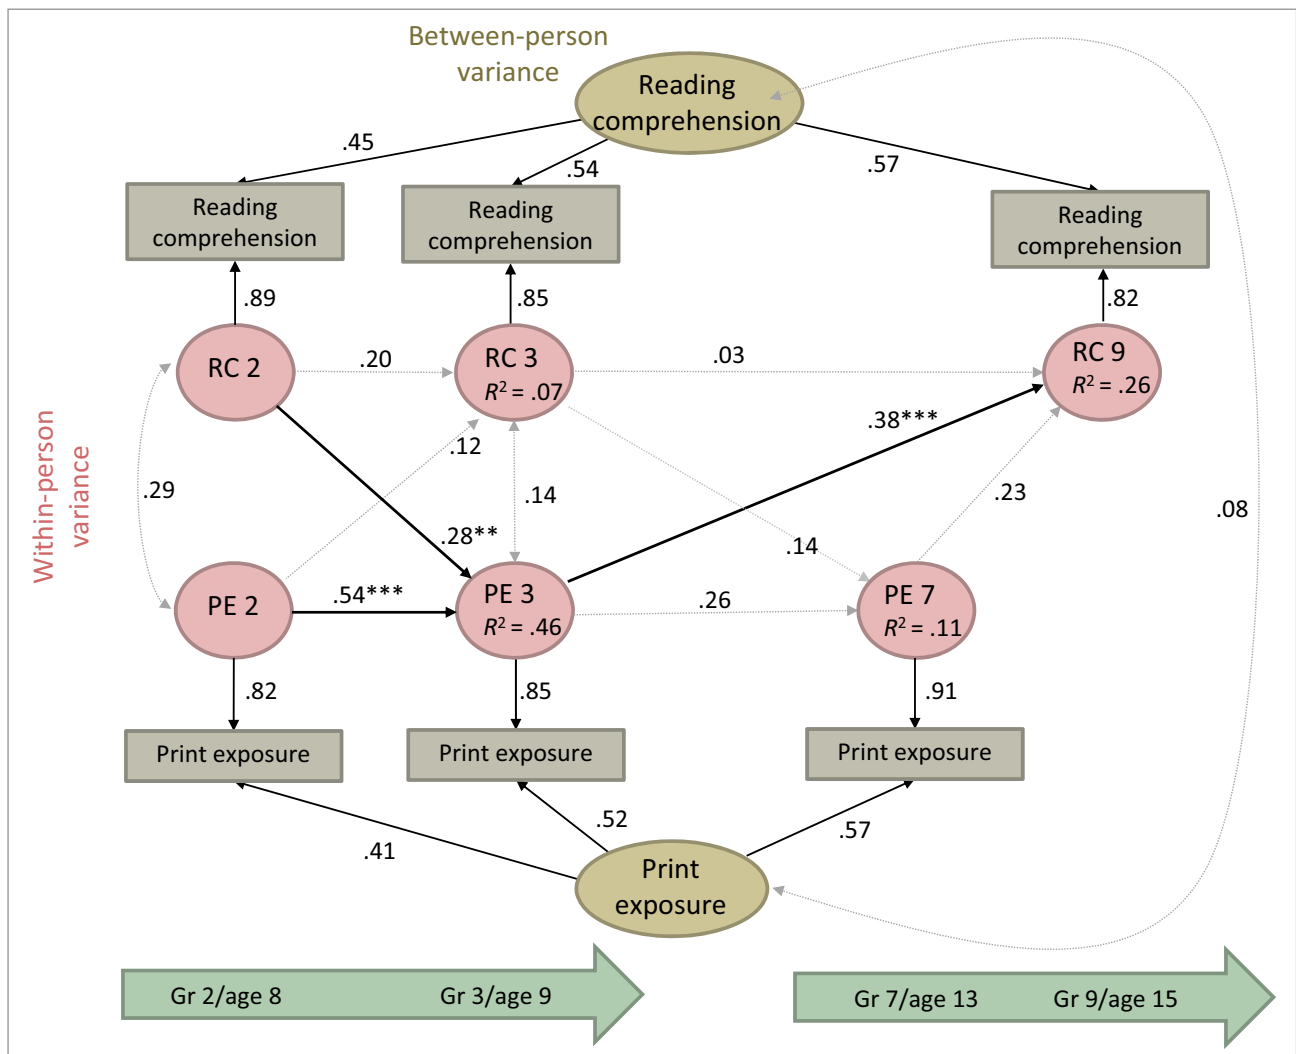 Between-person
variance
Reading
comprehension
.45
.54
.57
Reading
comprehension
Reading
comprehension
Reading
comprehension
.89
.85
.82
RC 2
.20
RC 3
R² = .07
.03
RC 9
R² = .26
Within-person
variance
.29
.12
.14
.38***
.23
.08
.28**
.14
PE 2
.54***
PE 3
R² = .46
.26
PE 7
R² = .11
.82
.85
.91
Print exposure
Print exposure
Print exposure
.41
.52
.57
Print
exposure
Gr 2/age 8
Gr 3/age 9
Gr 7/age 13
Gr 9/age 15